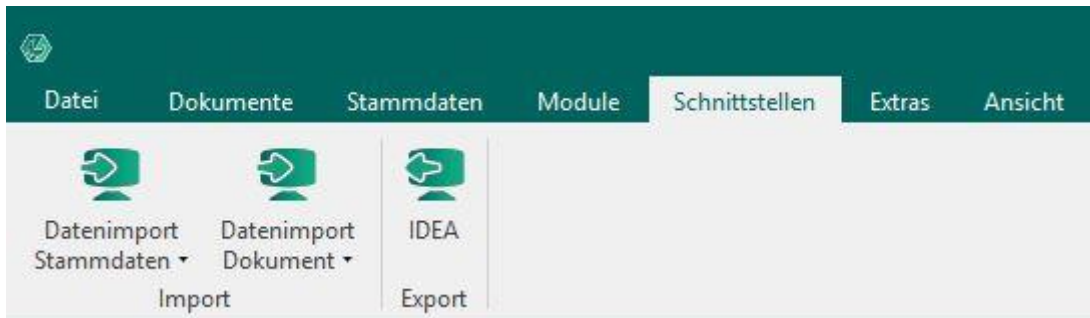 Datei Dokumente Stammdaten Module Schnittstellen Extras Ansicht
Datenimport Datenimport IDEA
Stammdaten Dokument
Import Export